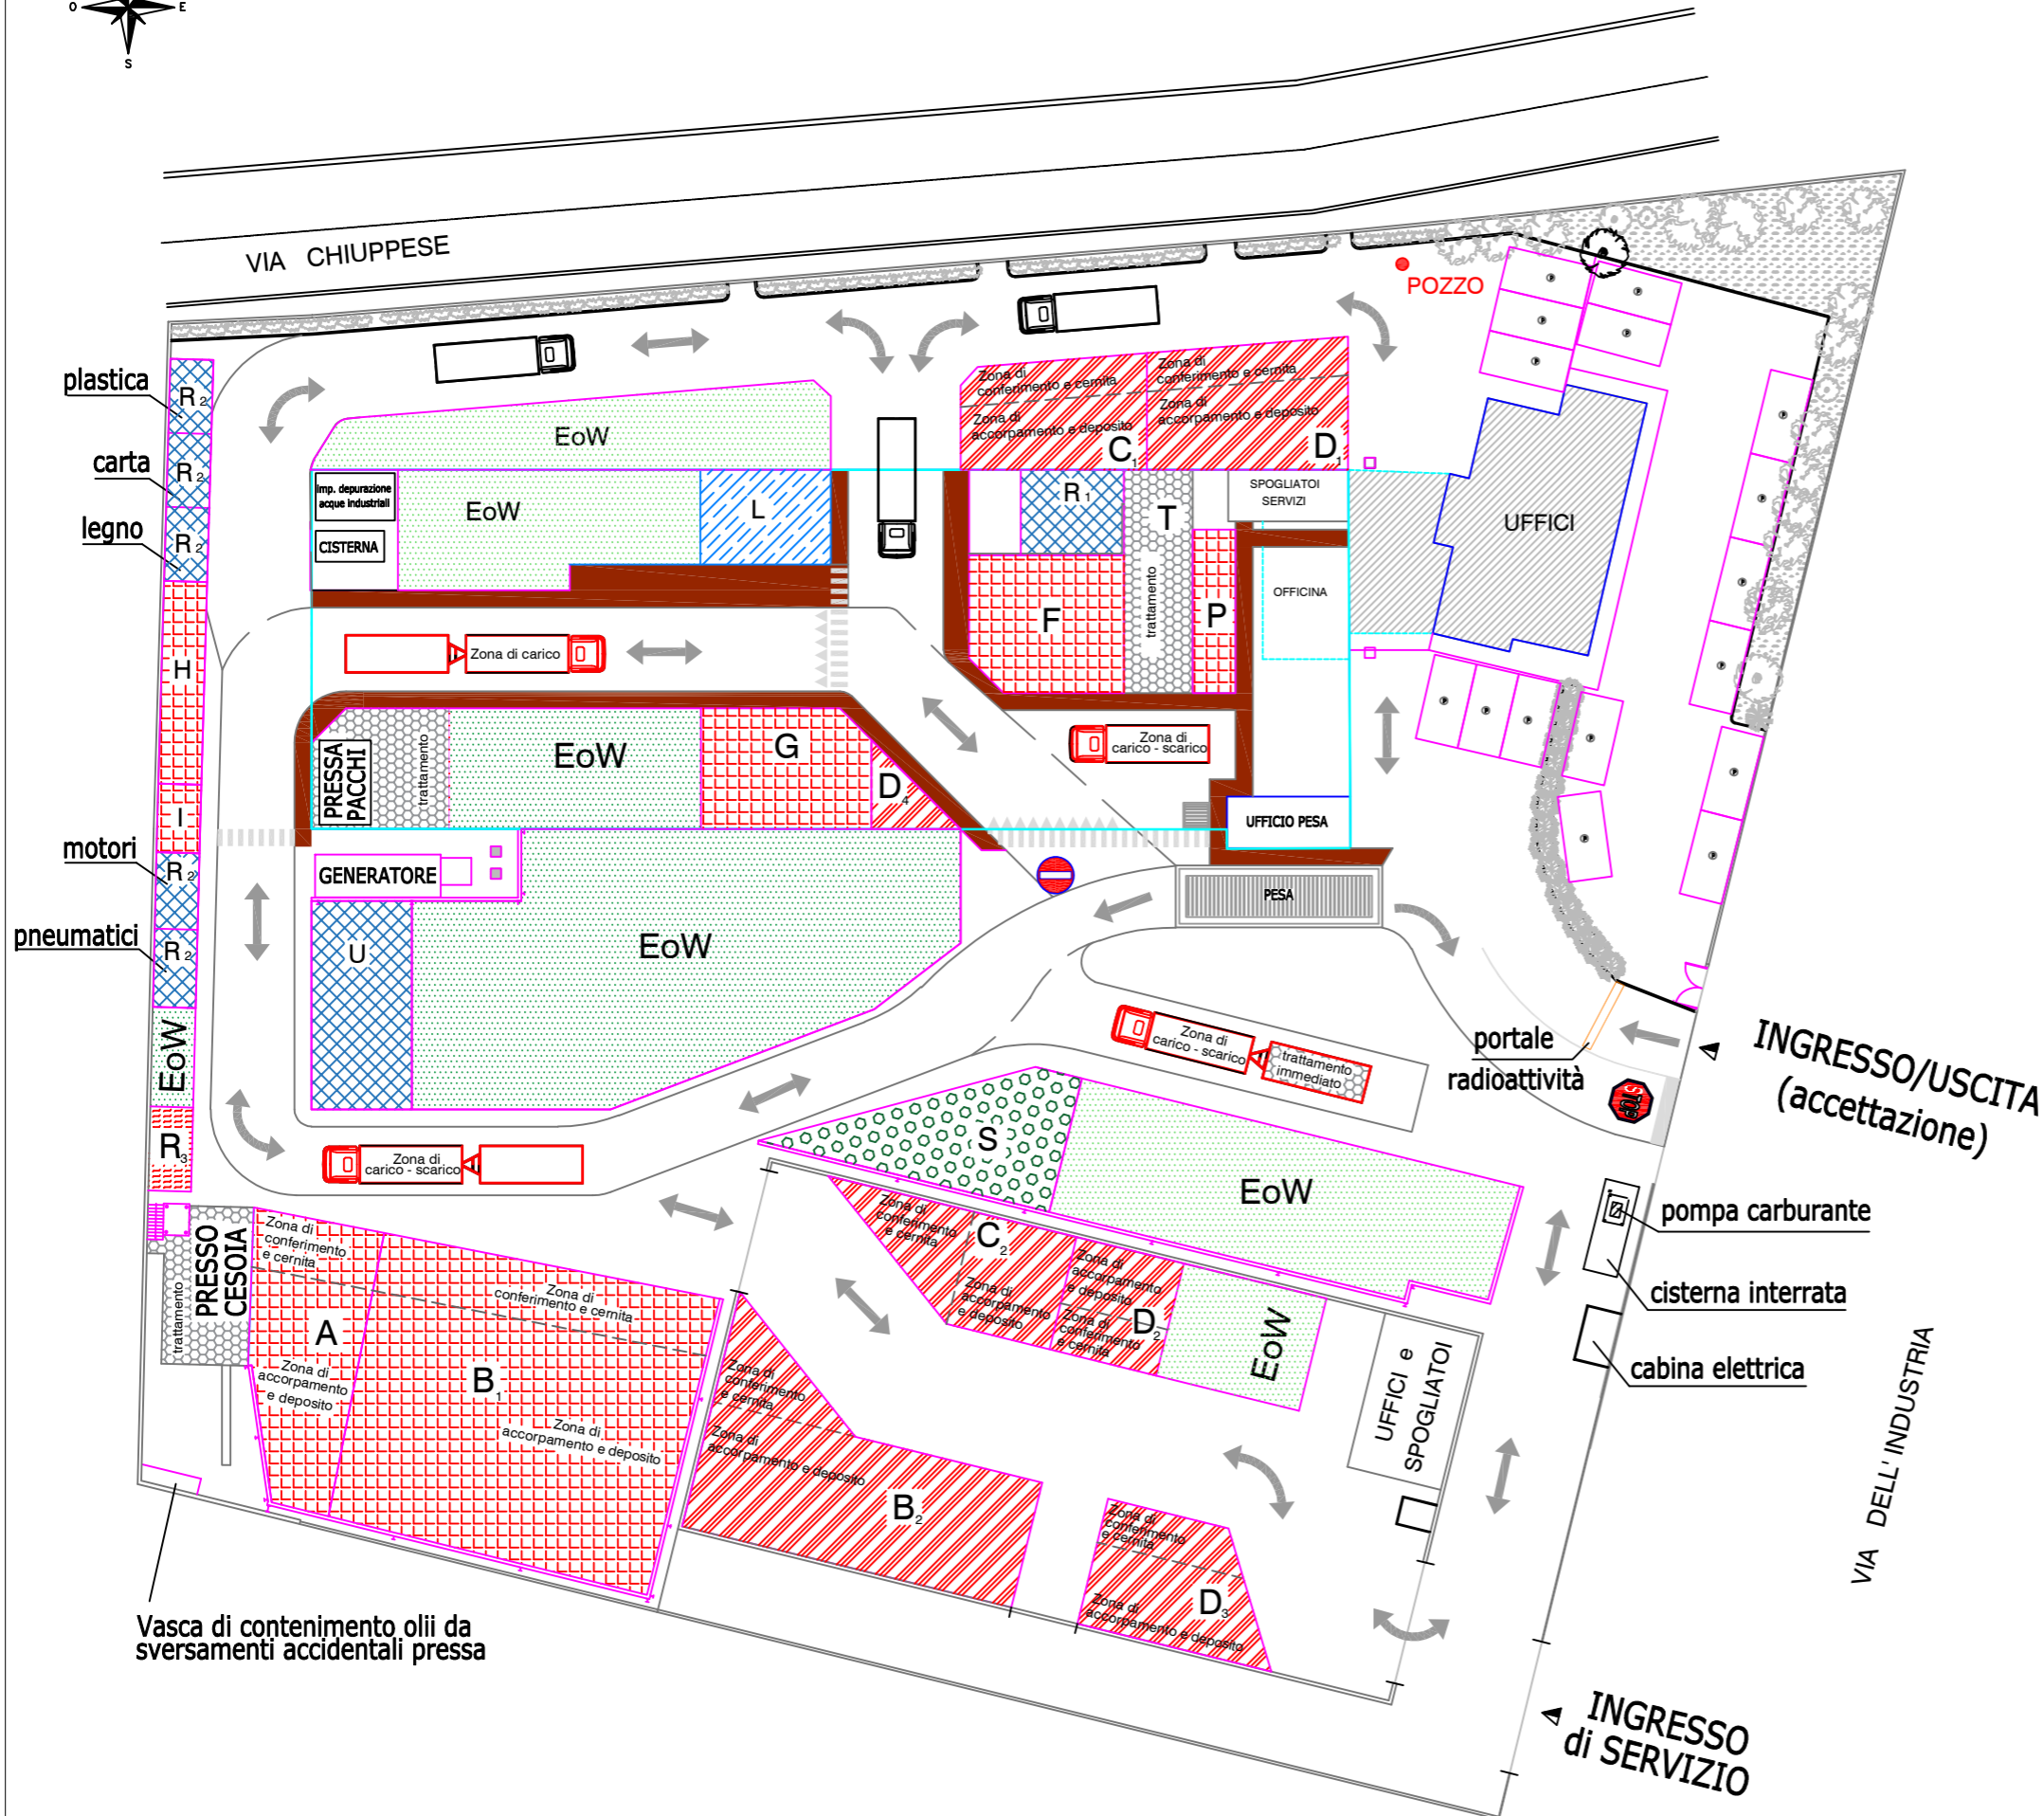 O E
S
VIA CHIUPPESE
POZZO
plastica
carta
legno
R2
R2
R2
H
I
motori
R2
pneumatici
R2
EoW
R3
EoW
Imp. depurazione
acque industriali
CISTERNA
EoW
L
Zona di
conferimento e cernita
Zona di
accorpamento e deposito
C1
Zona di
conferimento e cernita
Zona di
accorpamento e deposito
D1
R1
T
trattamento
F
P
SPOGLIATOI
SERVIZI
OFFICINA
UFFICI
Zona di carico
PRESSA
PACCHI
trattamento
EoW
G
D4
Zona di
carico - scarico
UFFICIO PESA
GENERATORE
U
EoW
PESA
Zona di
carico - scarico
trattamento
immediato
portale
radioattività
STOP
INGRESSO/USCITA
(accettazione)
Zona di
carico - scarico
S
EoW
pompa carburante
cisterna interrata
cabina elettrica
VIA DELL' INDUSTRIA
PRESSO
CESOIA
trattamento
Zona di
conferimento
e cernita
A
Zona di
accorpamento
e deposito
Zona di
conferimento e cernita
B1
Zona di
accorpamento e deposito
Zona di
conferimento
e cernita
C2
Zona di
accorpamento
e deposito
Zona di
accorpamento
e deposito
D2
Zona di
conferimento
e cernita
EoW
UFFICI e
SPOGLIATOI
Zona di
conferimento
e cernita
Zona di
accorpamento e deposito
B2
Zona di
conferimento
e cernita
D3
Zona di
accorpamento e deposito
Vasca di contenimento olii da
sversamenti accidentali pressa
INGRESSO
di SERVIZIO